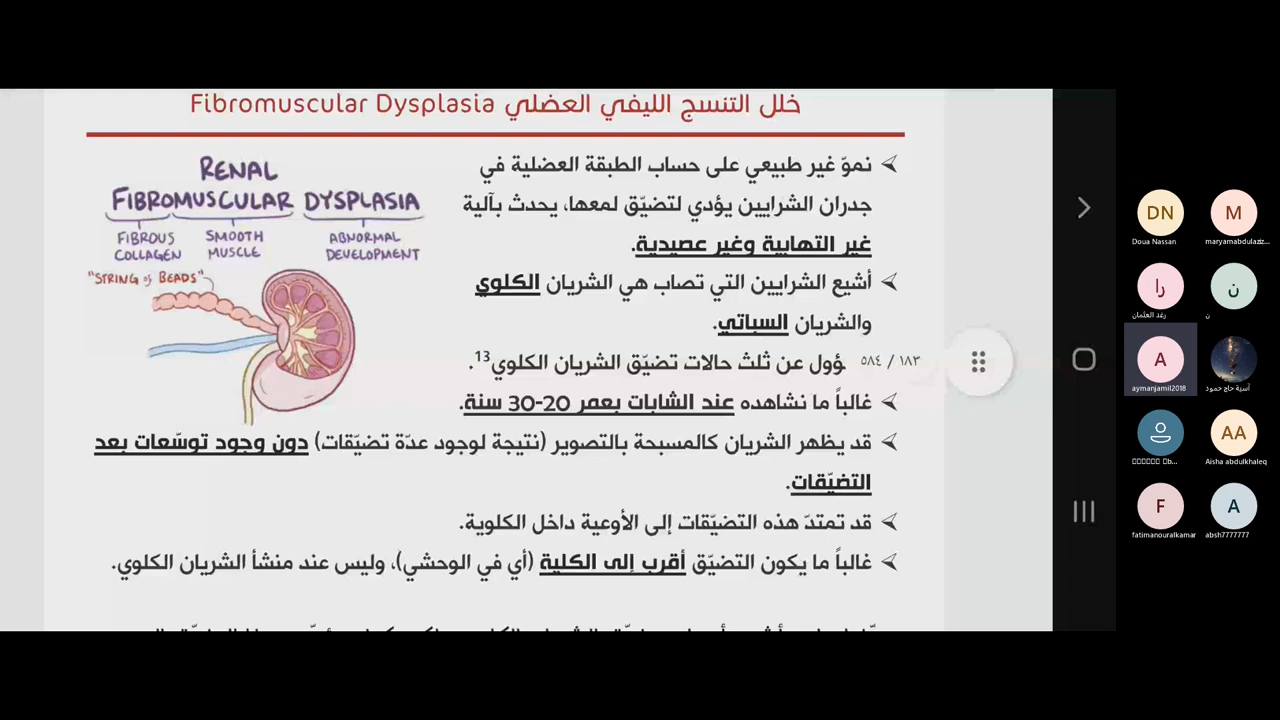 خلل التنسج الليفي العضلي Fibromuscular Dysplasia
RENAL
FIBROMUSCULAR DYSPLASIA
FIBROUS COLLAGEN
SMOOTH MUSCLE
ABNORMAL DEVELOPMENT
"STRING of BEADS"
نموّ غير طبيعي على حساب الطبقة العضلية في
جدران الشرايين يؤدي لتضيّق لمعها، يحدث بآلية
غير التهابية وغير عصيدية.
أشيع الشرايين التي تصاب هي الشريان الكلوي
والشريان السباتي.
ؤول عن ثلث حالات تضيّق الشريان الكلوي13.
١٨٣ / ٥٨٤
غالباً ما نشاهده عند الشابات بعمر 20-30 سنة.
قد يظهر الشريان كالمسبحة بالتصوير (نتيجة لوجود عدّة تضيّقات) دون وجود توسّعات بعد
التضيّقات.
قد تمتدّ هذه التضيّقات إلى الأوعية داخل الكلوية.
غالباً ما يكون التضيّق أقرب إلى الكلية (أي في الوحشي)، وليس عند منشأ الشريان الكلوي.
DN
Doua Nassan
M
maryamabdulaziz...
را
رغد العلمان
ن
ن
A
aymanjamil2018
آسية حاج حمود
AA
Aisha abdulkhaleq
F
fatimanouralkamar
A
absh7777777